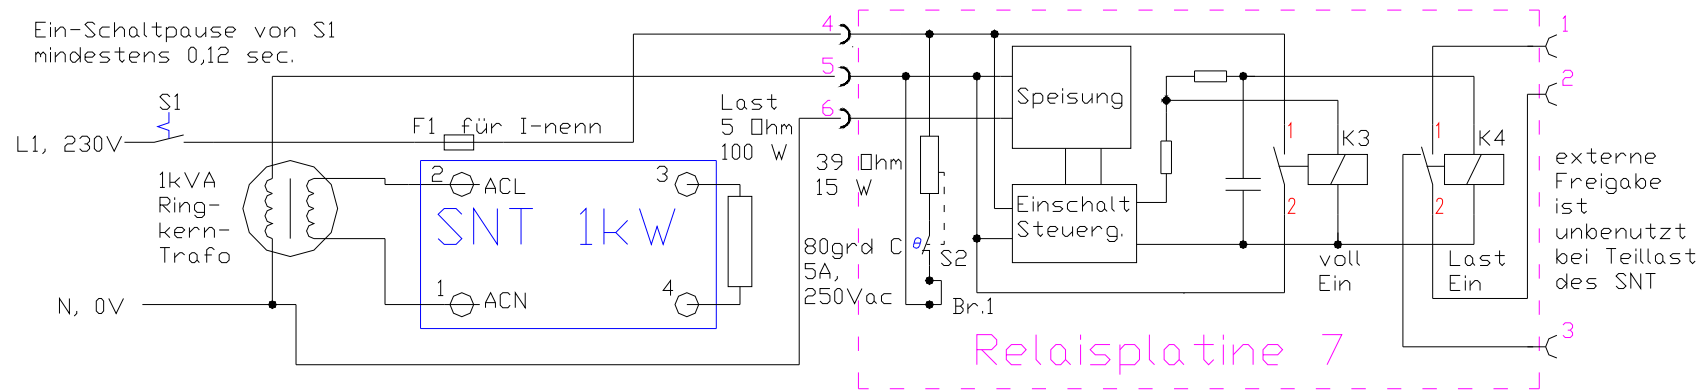 Ein-Schaltpause von S1
mindestens 0,12 sec.
S1
L1, 230V
F1 für I-nenn
1kVA
Ring-
kern-
Trafo
N, 0V
2
ACL
SNT 1kW
1
ACN
3
4
Last
5 Ohm
100 W
4
5
6
39 Ohm
15 W
80grd C
5A,
250Vac
θ
S2
Br.1
Speisung
Einschalt
Steuerg.
1
2
K3
voll
Ein
1
2
K4
Last
Ein
Relaisplatine 7
1
2
3
externe
Freigabe
ist
unbenutzt
bei Teillast
des SNT